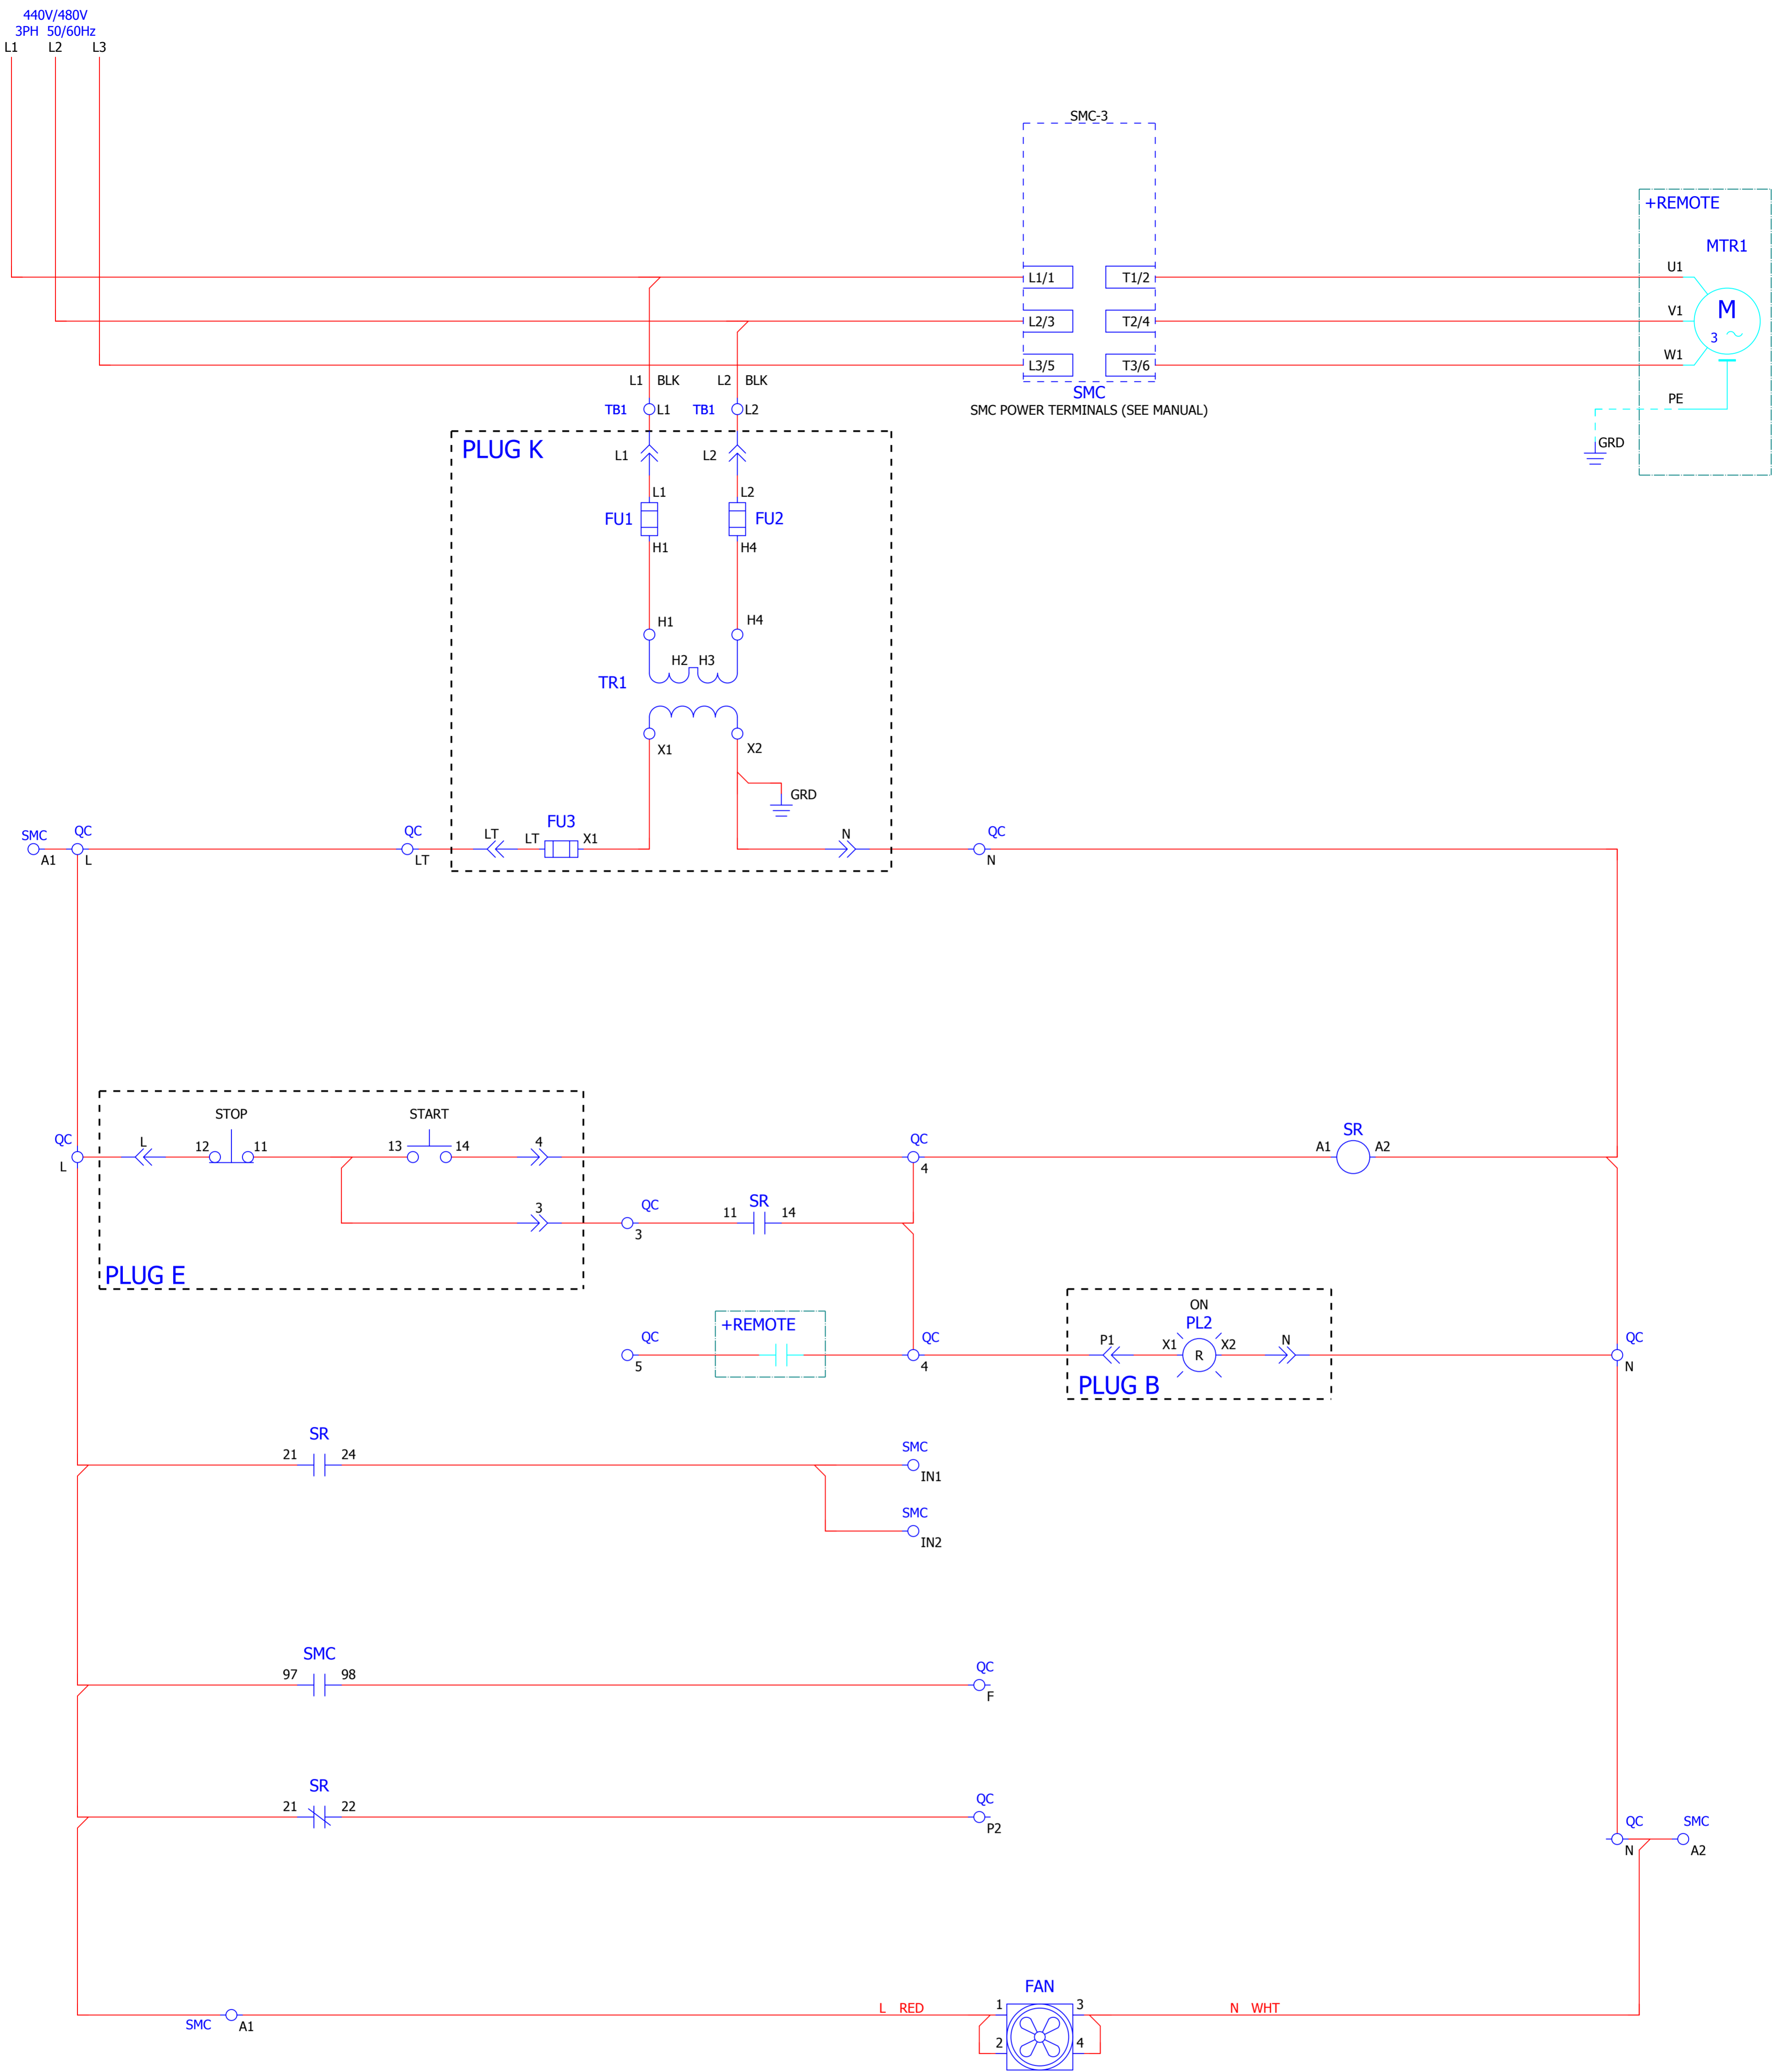 440V/480V
3PH 50/60Hz
L1 L2 L3
SMC-3
+REMOTE
MTR1
U1
L1/1 T1/2
M
V1
L2/3 T2/4
3
W1
L3/5 T3/6
L1 BLK L2 BLK
SMC
PE
TB1 L1 TB1 L2
SMC POWER TERMINALS (SEE MANUAL)
GRD
PLUG K
L1 L2
L1 L2
FU1 FU2
H1 H4
H1 H4
H2 H3
TR1
X1 X2
GRD
FU3
SMC QC QC LT LT X1 N QC
A1 L LT N
STOP START
QC L 12 11 13 14 4 QC SR
A1 A2
L 4
3 QC SR
11 14
3
PLUG E
ON
+REMOTE PL2
QC QC P1 X1 X2 N QC
R
5 4 N
PLUG B
SR
21 24 SMC
IN1
SMC
IN2
SMC
97 98 QC
F
SR
21 22 QC
P2
QC SMC
N A2
FAN
L RED 1 3 N WHT
SMC A1
2 4